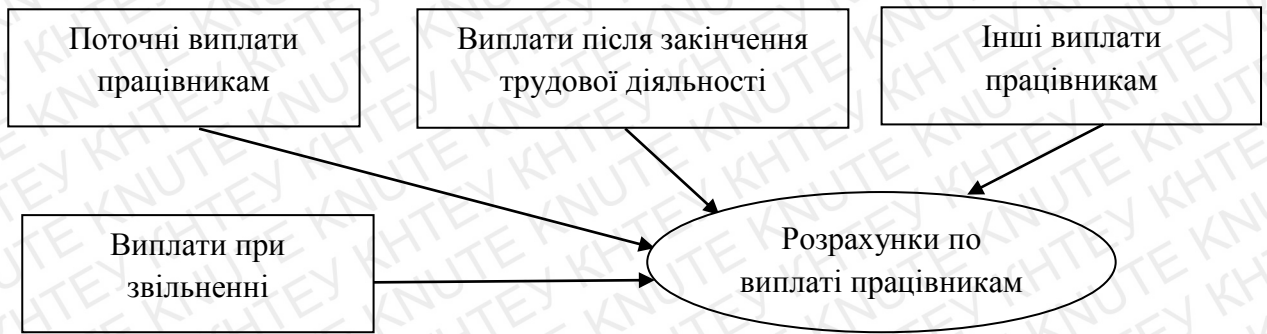 Поточні виплати
працівникам
Виплати після закінчення
трудової діяльності
Інші виплати
працівникам
Виплати при
звільненні
Розрахунки по
виплаті працівникам